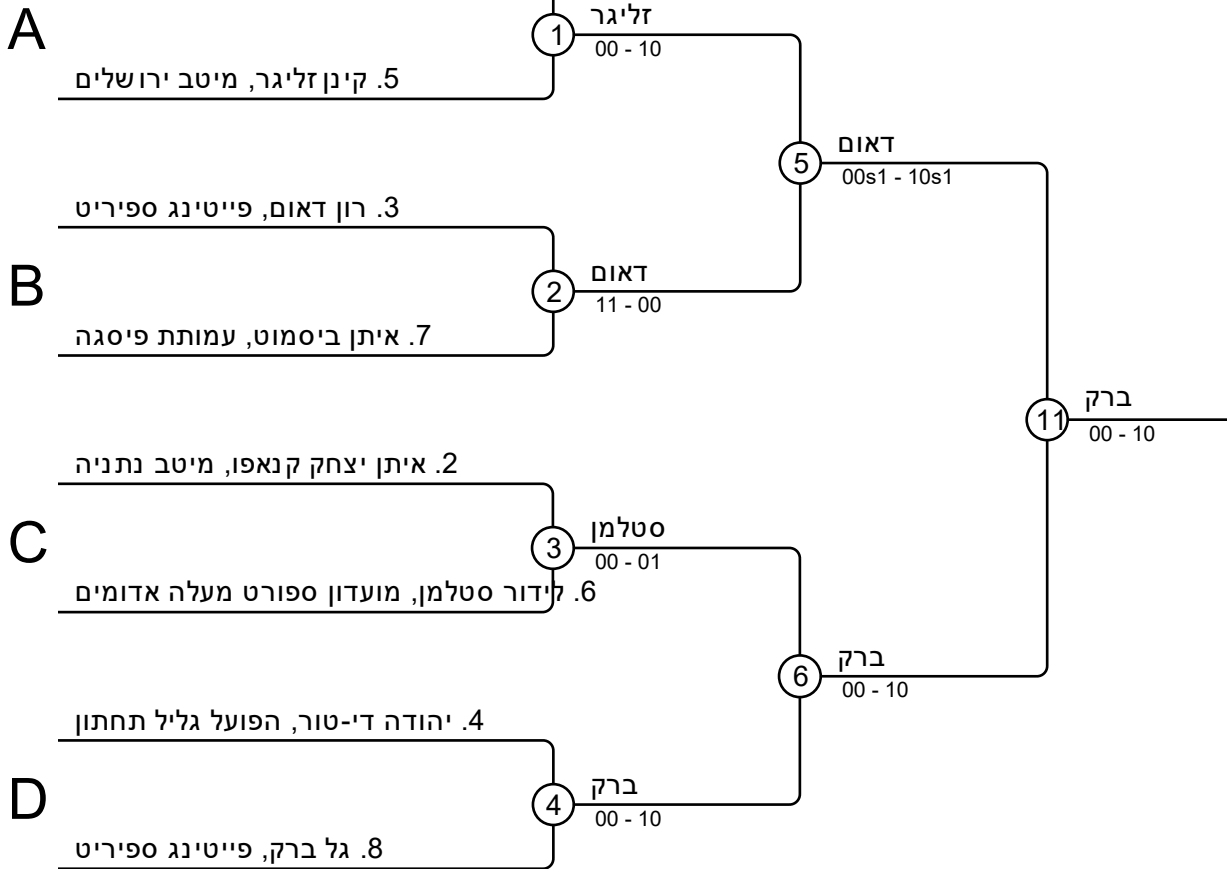 A
1
זליגר
00 - 10
5. קינן זליגר, מיטב ירושלים
5
דאום
00s1 - 10s1
3. רון דאום, פייטינג ספיריט
B
2
דאום
11 - 00
7. איתן ביסמוט, עמותת פיסגה
11
ברק
00 - 10
2. איתן יצחק קנאפו, מיטב נתניה
C
3
סטלמן
00 - 01
6. לידור סטלמן, מועדון ספורט מעלה אדומים
6
ברק
00 - 10
4. יהודה די-טור, הפועל גליל תחתון
D
4
ברק
00 - 10
8. גל ברק, פייטינג ספיריט